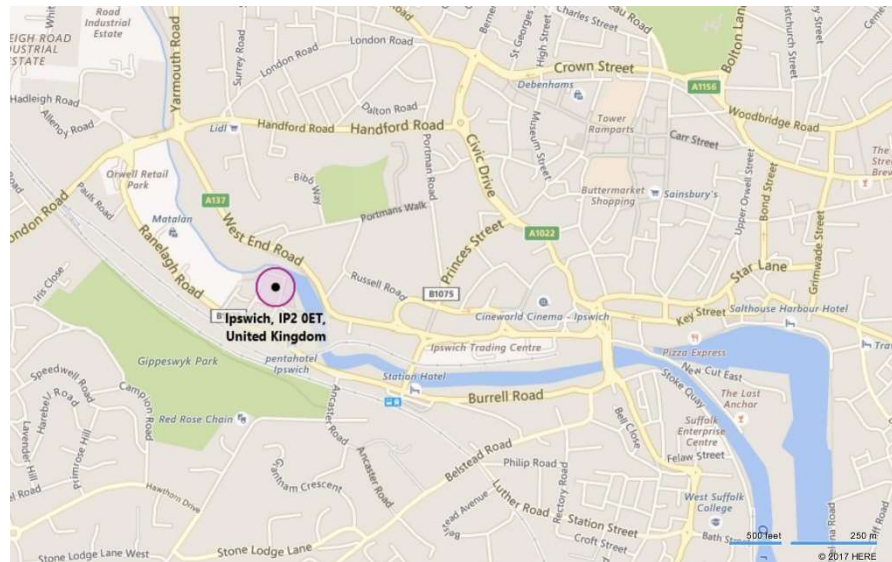 Road
Industrial
Estate
EIGH ROAD
DUSTRIAL
ESTATE
Yarmouth Road
Surrey Road
London Road
London Road
St Georges
High Street
Charles Street
Crown Street
Bolton Lane
A1156
Debenhams
Hadleigh Road
Allenby Road
Lidl
Dalton Road
Handford Road
Handford Road
Civic Drive
Museum Street
Tower
Ramparts
Carr Street
Woodbridge Road
Orwell Retail
Park
Pauls Road
London Road
Bibb Way
Portman Road
Portmans Walk
Buttermarket
Shopping
Sainsbury's
Upper Orwell Street
Bond Street
Grimwade Street
A137
Matalan
West End Road
Ranelagh Road
Princes Street
A1022
Star Lane
Iris Close
Russell Road
B1075
Cineworld Cinema - Ipswich
Key Street
Salthouse Harbour Hotel
Ipswich, IP2 0ET,
United Kingdom
Ipswich Trading Centre
Pizza Express
Gippeswyk Park
pentahotel
Ipswich
Station Hotel
New Cut East
Stoke Quay
Speedwell Road
Campion Road
Burrell Road
The Last
Anchor
Harebell Road
Primrose Hill
Lavender Hill
Red Rose Chain
Ancaster Road
Bell Close
Suffolk
Enterprise
Centre
Felaw Street
Belstead Road
Philip Road
Hawthorn Drive
Grantham Crescent
Ancaster Road
Luther Road
Rectory Road
West Suffolk
College
Station Street
Bath Street
Croft Street
Stone Lodge Lane West
Stone Lodge Lane
500 feet
250 m
© 2017 HERE